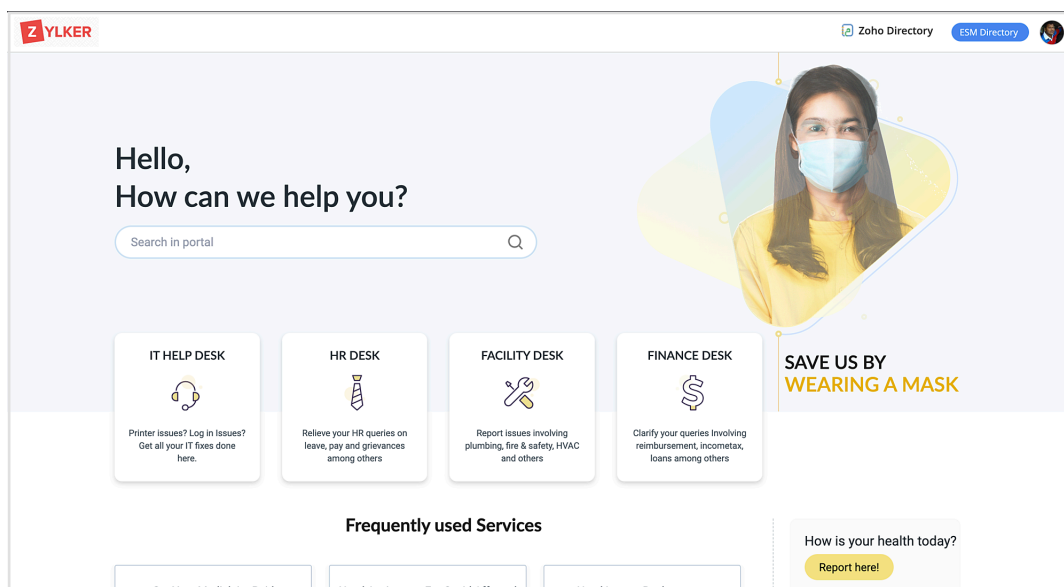 ZYLKER
Zoho Directory
ESM Directory
Hello,
How can we help you?
Search in portal
IT HELP DESK
Printer issues? Log in Issues?
Get all your IT fixes done
here.
HR DESK
Relieve your HR queries on
leave, pay and grievances
among others
FACILITY DESK
Report issues involving
plumbing, fire & safety, HVAC
and others
FINANCE DESK
Clarify your queries Involving
reimbursement, incometax,
loans among others
SAVE US BY
WEARING A MASK
Frequently used Services
How is your health today?
Report here!